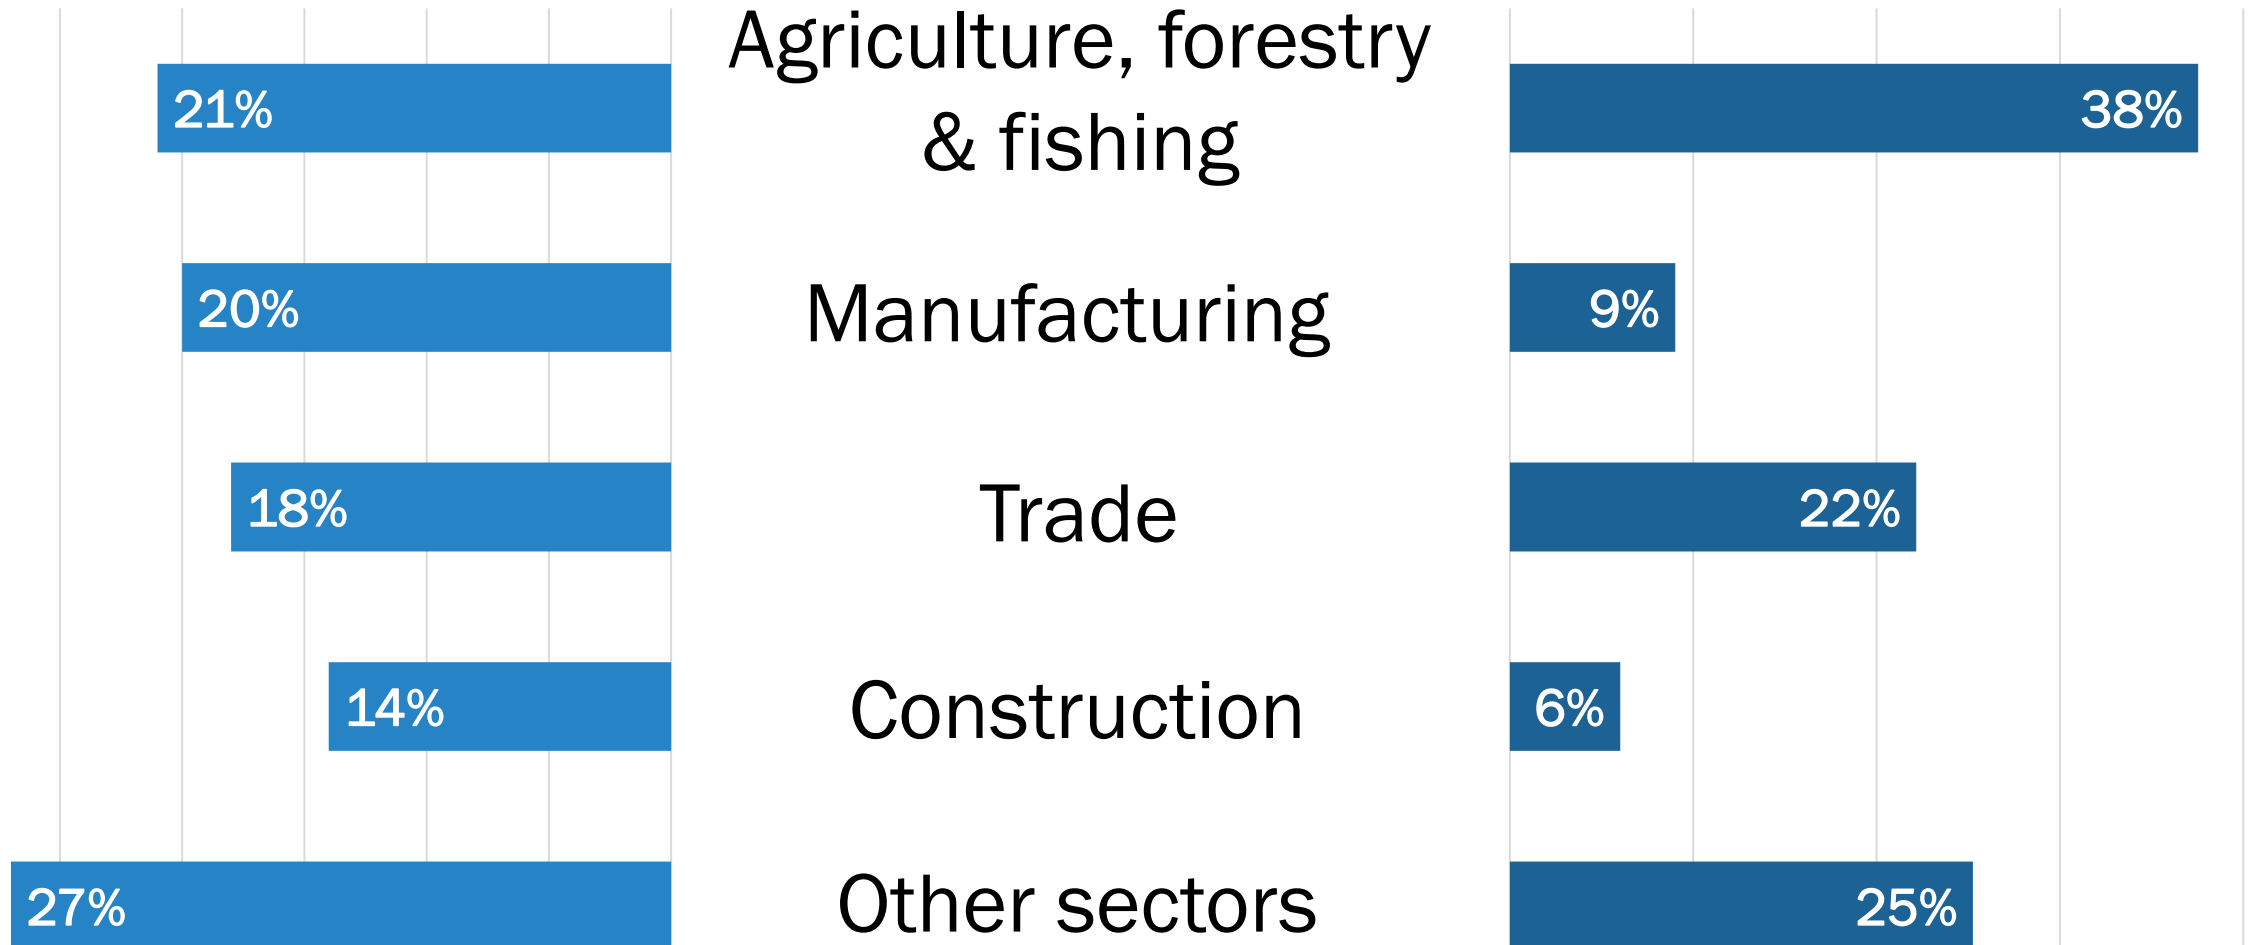 Agriculture, forestry
& fishing
21%
38%
Manufacturing
20%
9%
Trade
18%
22%
Construction
14%
6%
Other sectors
27%
25%